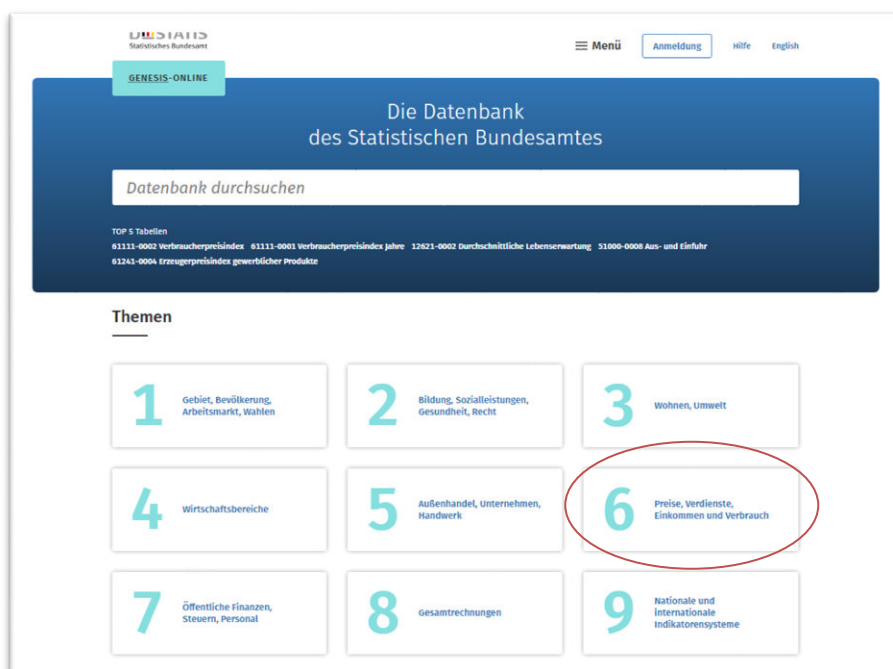 Statistisches Bundesamt
Menü
Anmeldung
Hilfe
English
GENESIS-ONLINE
Die Datenbank
des Statistischen Bundesamtes
Datenbank durchsuchen
TOP 5 Tabellen
61111-0002 Verbraucherpreisindex 61111-0001 Verbraucherpreisindex Jahre 12621-0002 Durchschnittliche Lebenserwartung 51000-0008 Aus- und Einfuhr
61241-0004 Erzeugerpreisindex gewerblicher Produkte
Themen
1
Gebiet, Bevölkerung,
Arbeitsmarkt, Wahlen
2
Bildung, Sozialleistungen,
Gesundheit, Recht
3
Wohnen, Umwelt
4
Wirtschaftsbereiche
5
Außenhandel, Unternehmen,
Handwerk
6
Preise, Verdienste,
Einkommen und Verbrauch
7
Öffentliche Finanzen,
Steuern, Personal
8
Gesamtrechnungen
9
Nationale und
internationale
Indikatorensysteme